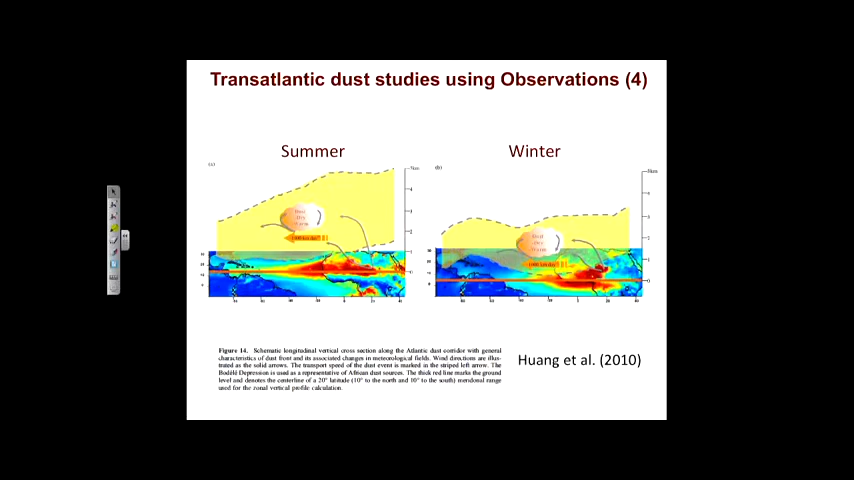 Transatlantic dust studies using Observations (4)
Summer
Winter
(a)
(b)
5km
5km
Figure 14. Schematic longitudinal vertical cross section along the Atlantic dust corridor with general
characteristics of dust front and its associated changes in meteorological fields. Wind directions are illus-
trated as the solid arrows. The transport speed of the dust event is marked in the striped left arrow. The
Bodélé Depression is used as a representative of African dust sources. The thick red line marks the ground
level and denotes the centerline of a 20° latitude (10° to the north and 10° to the south) meridional range
used for the zonal vertical profile calculation.
Huang et al. (2010)